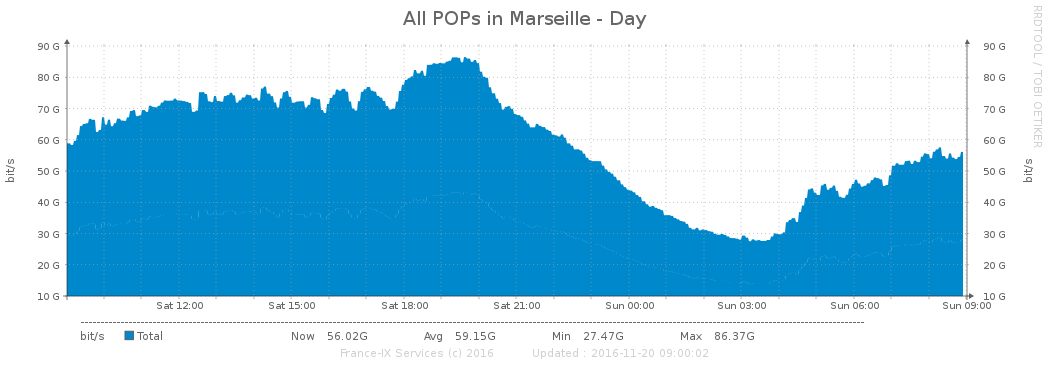 All POPs in Marseille - Day
RRDTOOL / TOBI OETIKER
bit/s
90 G 90 G
80 G 80 G
70 G 70 G
60 G 60 G
50 G 50 G
40 G 40 G
30 G 30 G
20 G 20 G
10 G 10 G
bit/s
Sat 12:00 Sat 15:00 Sat 18:00 Sat 21:00 Sun 00:00 Sun 03:00 Sun 06:00 Sun 09:00
bit/s Total Now 56.02G Avg 59.15G Min 27.47G Max 86.37G
France-IX Services (c) 2016 Updated : 2016-11-20 09:00:02